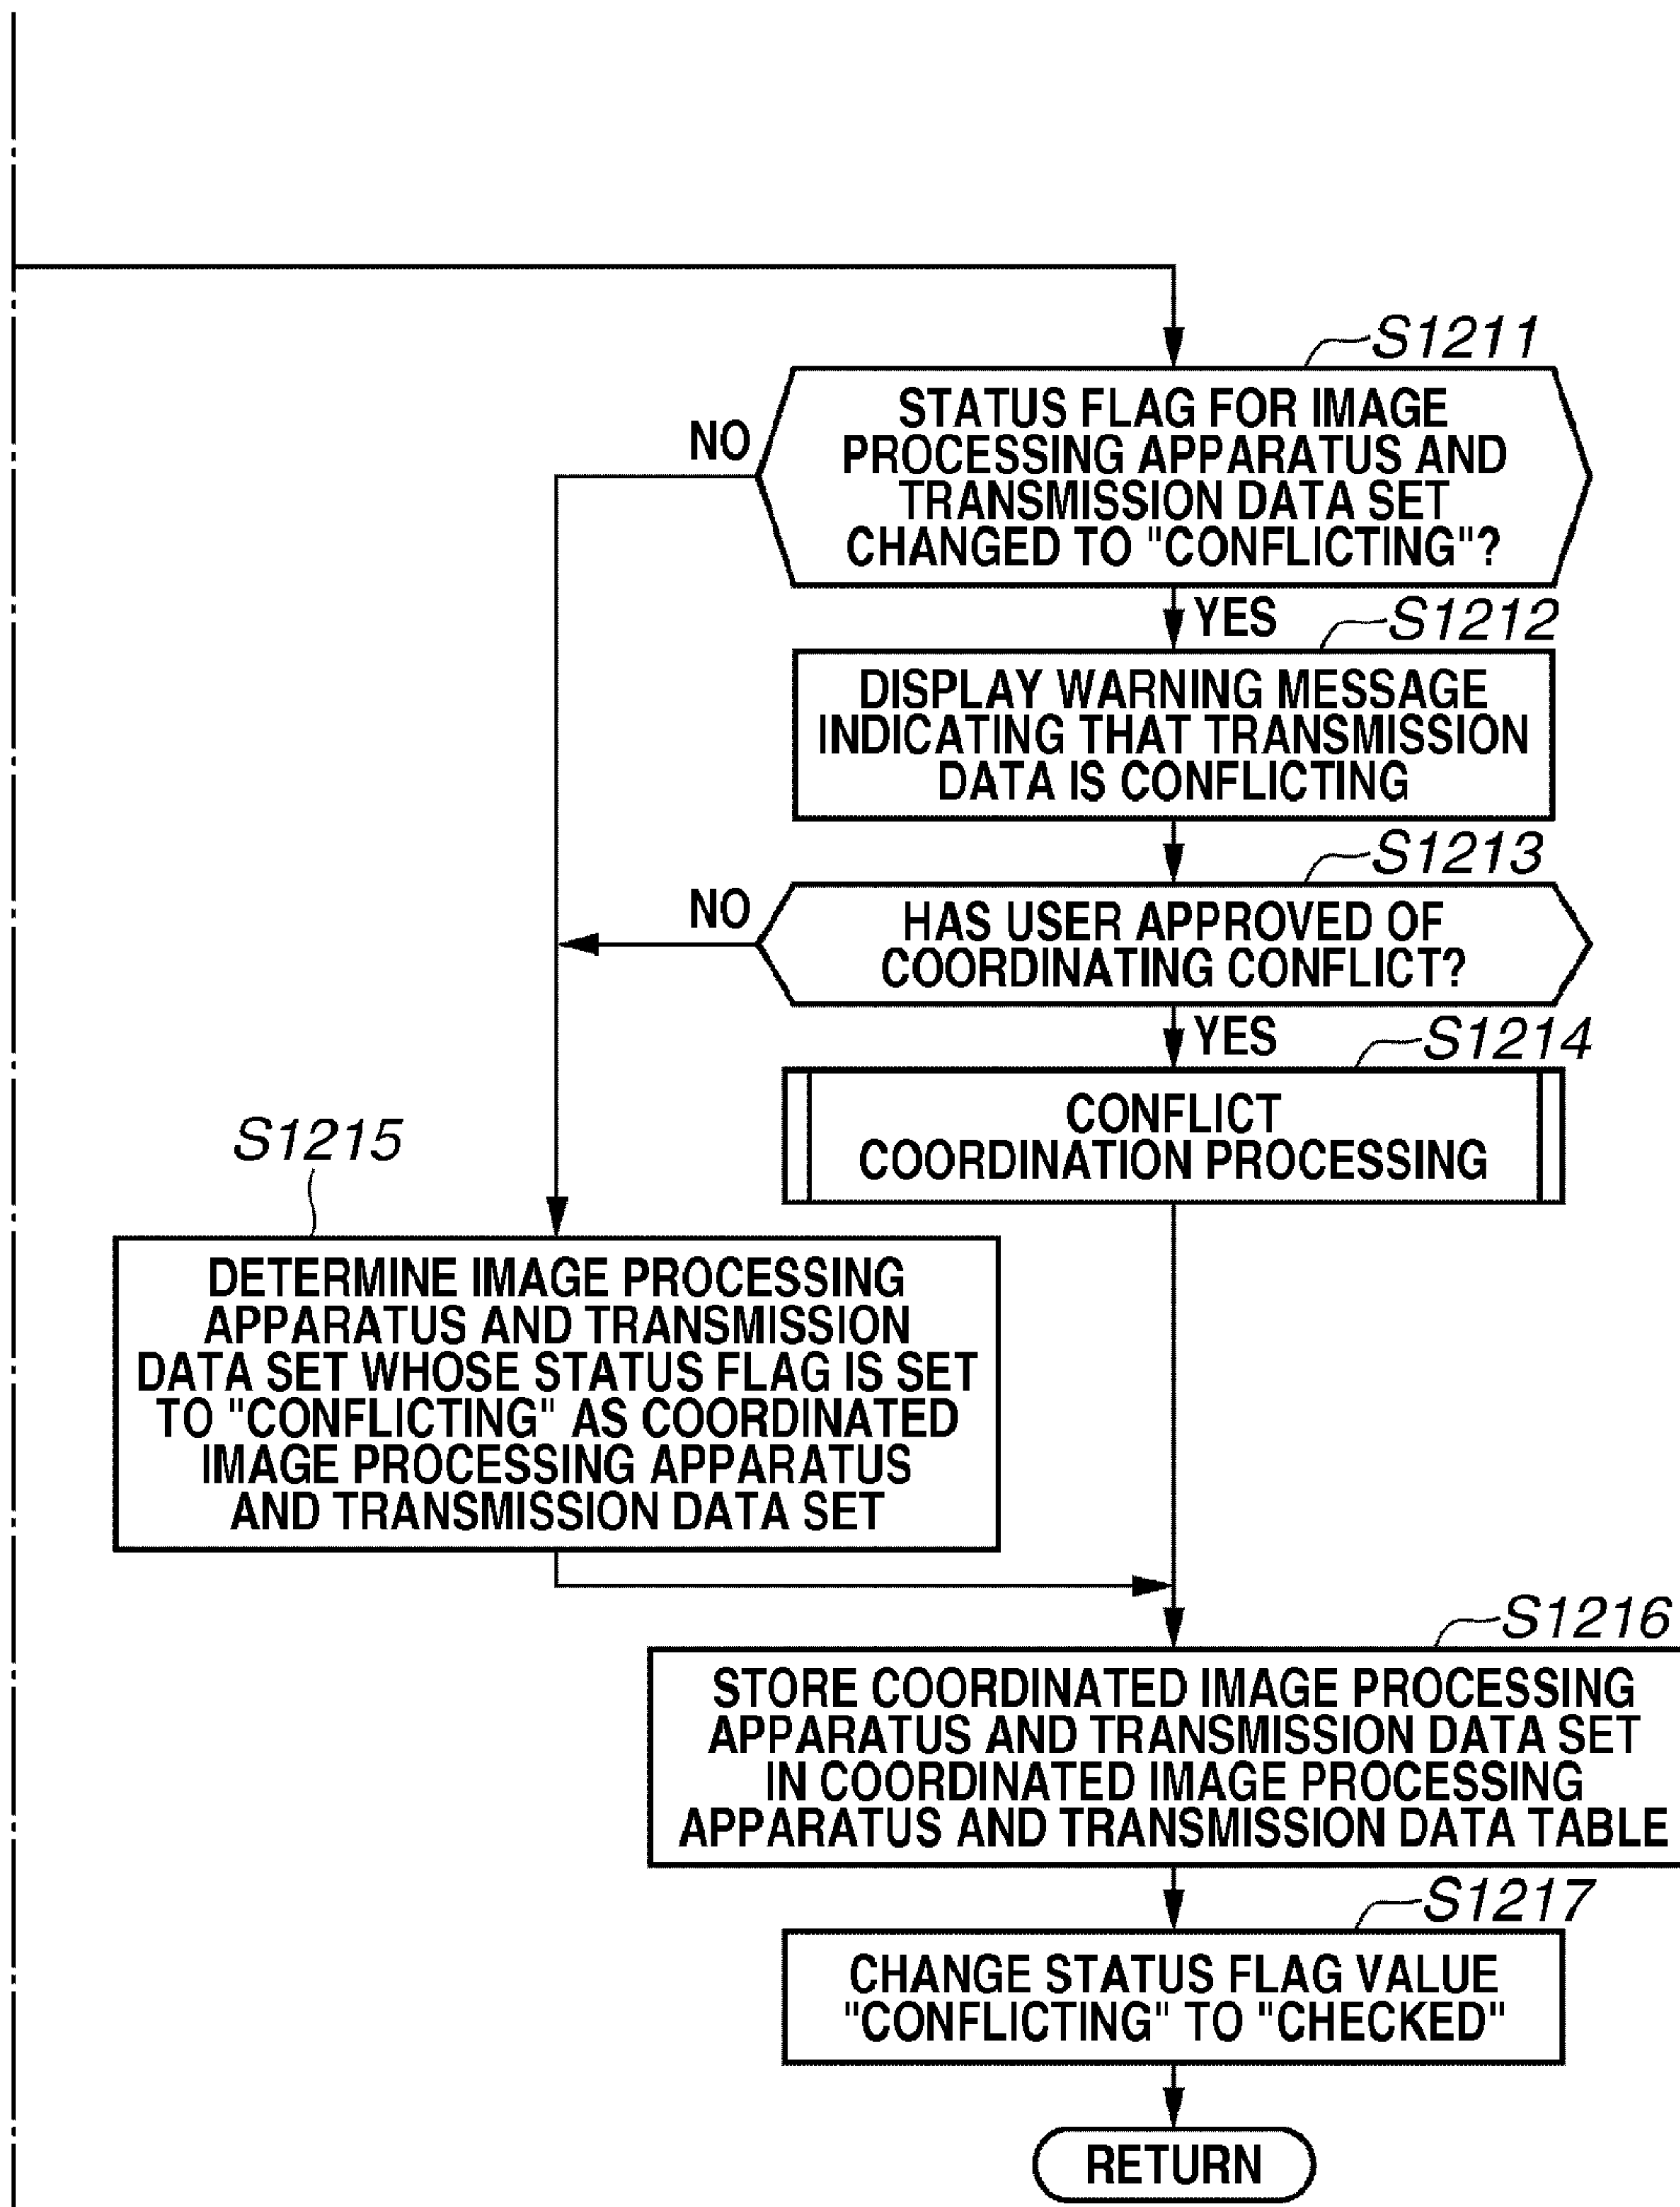 S1211
STATUS FLAG FOR IMAGE
PROCESSING APPARATUS AND
TRANSMISSION DATA SET
CHANGED TO "CONFLICTING"?
NO
YES
S1212
DISPLAY WARNING MESSAGE
INDICATING THAT TRANSMISSION
DATA IS CONFLICTING
S1213
HAS USER APPROVED OF
COORDINATING CONFLICT?
NO
YES
S1214
CONFLICT
COORDINATION PROCESSING
S1215
DETERMINE IMAGE PROCESSING
APPARATUS AND TRANSMISSION
DATA SET WHOSE STATUS FLAG IS SET
TO "CONFLICTING" AS COORDINATED
IMAGE PROCESSING APPARATUS
AND TRANSMISSION DATA SET
S1216
STORE COORDINATED IMAGE PROCESSING
APPARATUS AND TRANSMISSION DATA SET
IN COORDINATED IMAGE PROCESSING
APPARATUS AND TRANSMISSION DATA TABLE
S1217
CHANGE STATUS FLAG VALUE
"CONFLICTING" TO "CHECKED"
RETURN